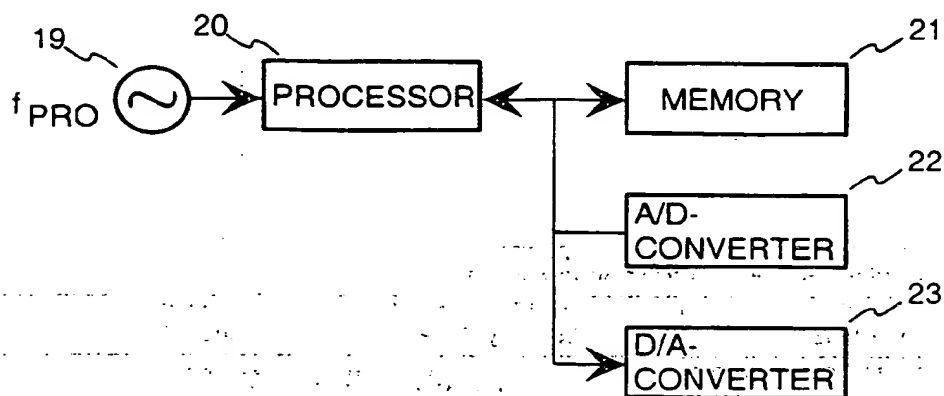 19
20
21
f PRO
PROCESSOR
MEMORY
22
A/D-
CONVERTER
23
D/A-
CONVERTER